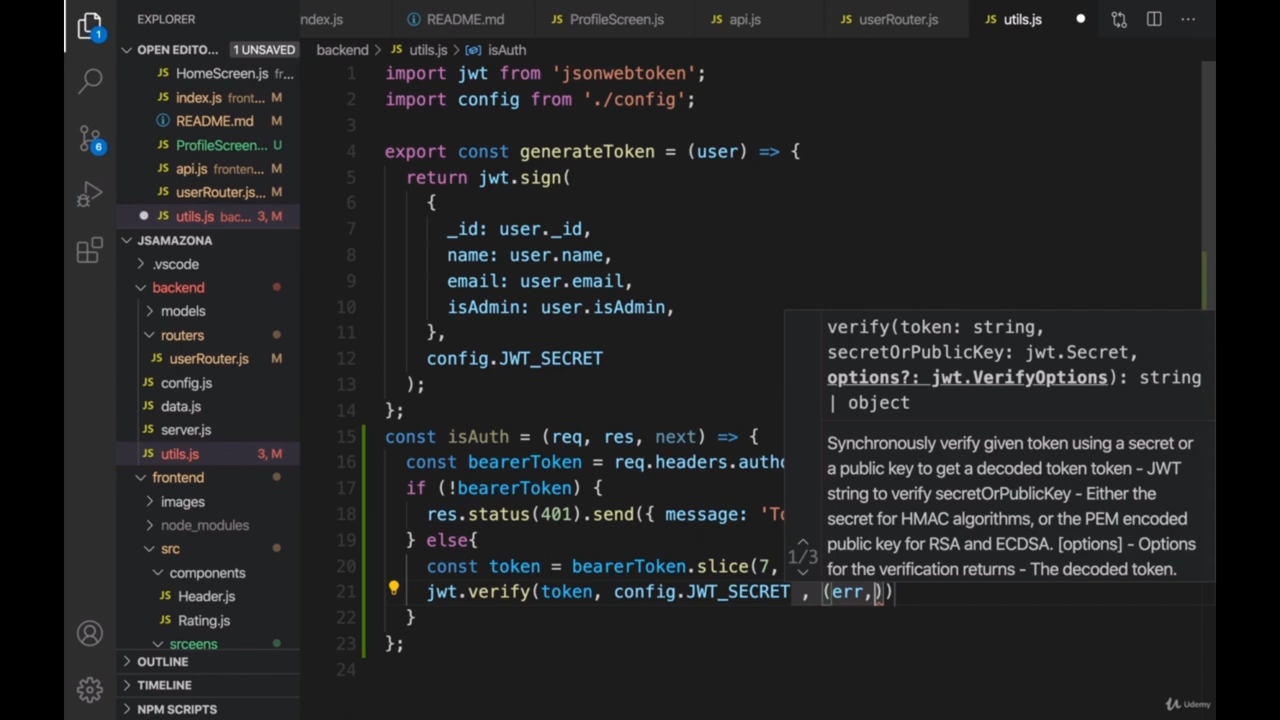 EXPLORER
ndex.js
README.md
ProfileScreen.js
api.js
userRouter.js
utils.js
1
OPEN EDITO... 1 UNSAVED
HomeScreen.js fr...
index.js front... M
README.md M
ProfileScreen... U
api.js fronten... M
userRouter.js... M
utils.js bac... 3, M
JSAMAZONA
.vscode
backend
models
routers
userRouter.js M
config.js
data.js
server.js
utils.js 3, M
frontend
images
node_modules
src
components
Header.js
Rating.js
srceens
OUTLINE
TIMELINE
NPM SCRIPTS
6
backend > JS utils.js > isAuth
1 import jwt from 'jsonwebtoken';
2 import config from './config';
3
4 export const generateToken = (user) => {
5 return jwt.sign(
6 {
7 _id: user._id,
8 name: user.name,
9 email: user.email,
10 isAdmin: user.isAdmin,
11 },
12 config.JWT_SECRET
13 );
14 };
15 const isAuth = (req, res, next) => {
16 const bearerToken = req.headers.autho
17 if (!bearerToken) {
18 res.status(401).send({ message: 'To
19 } else{
20 const token = bearerToken.slice(7,
21 jwt.verify(token, config.JWT_SECRET , (err,))
22 }
23 };
24
verify(token: string,
secretOrPublicKey: jwt.Secret,
options?: jwt.VerifyOptions): string
| object
1/3
Synchronously verify given token using a secret or
a public key to get a decoded token token - JWT
string to verify secretOrPublicKey - Either the
secret for HMAC algorithms, or the PEM encoded
public key for RSA and ECDSA. [options] - Options
for the verification returns - The decoded token.
Udemy